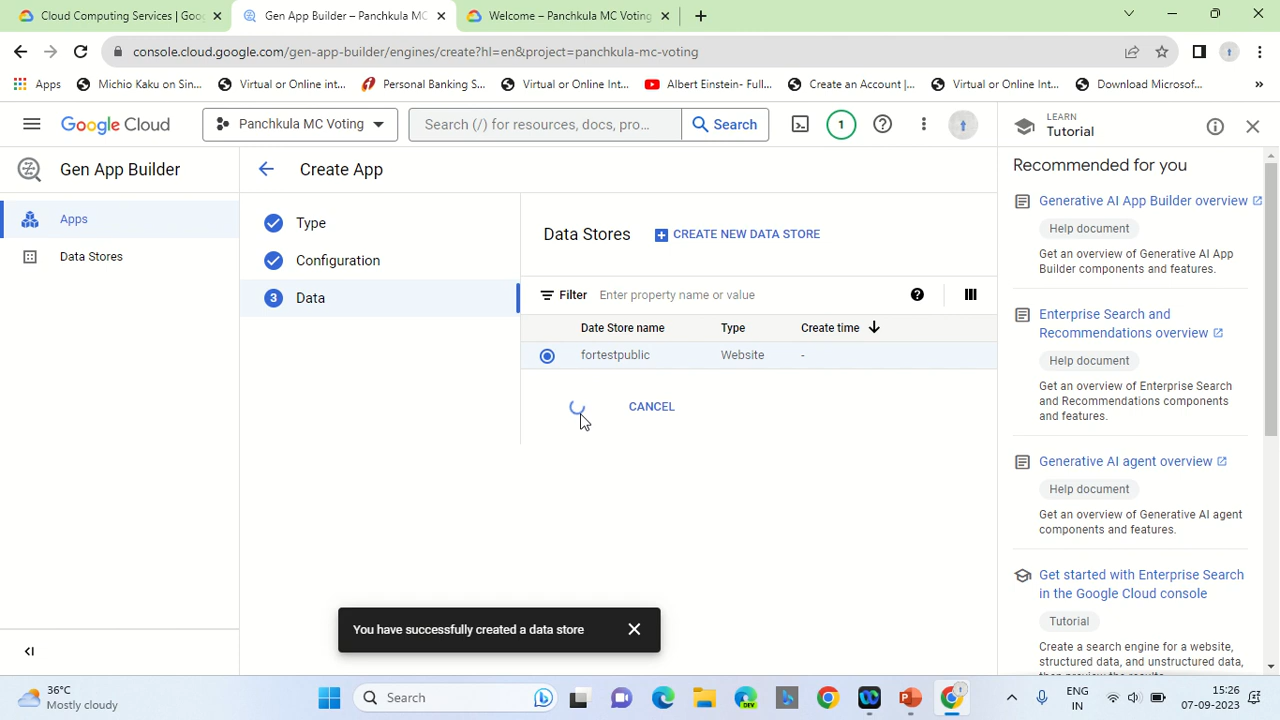 Cloud Computing Services | Goo
Gen App Builder – Panchkula MC
Welcome – Panchkula MC Voting
console.cloud.google.com/gen-app-builder/engines/create?hl=en&project=panchkula-mc-voting
Apps
Michio Kaku on Sin...
Virtual or Online int...
Personal Banking S...
Virtual or Online Int...
Albert Einstein- Full...
Create an Account |...
Virtual or Online Int...
Download Microsof...
»
Google Cloud
Panchkula MC Voting
Search (/) for resources, docs, pro...
Search
1
LEARN
Tutorial
Gen App Builder
Create App
Recommended for you
Apps
Data Stores
Type
Configuration
3 Data
Data Stores
CREATE NEW DATA STORE
Filter Enter property name or value
Date Store name Type Create time
fortestpublic Website -
CANCEL
Generative AI App Builder overview
Help document
Get an overview of Generative AI App
Builder components and features.
Enterprise Search and
Recommendations overview
Help document
Get an overview of Enterprise Search
and Recommendations components
and features.
Generative AI agent overview
Help document
Get an overview of Generative AI agent
components and features.
Get started with Enterprise Search
in the Google Cloud console
Tutorial
Create a search engine for a website,
structured data, and unstructured data,
then preview the results.
You have successfully created a data store
36°C
Mostly cloudy
Search
DEV
ENG
IN
15:26
07-09-2023